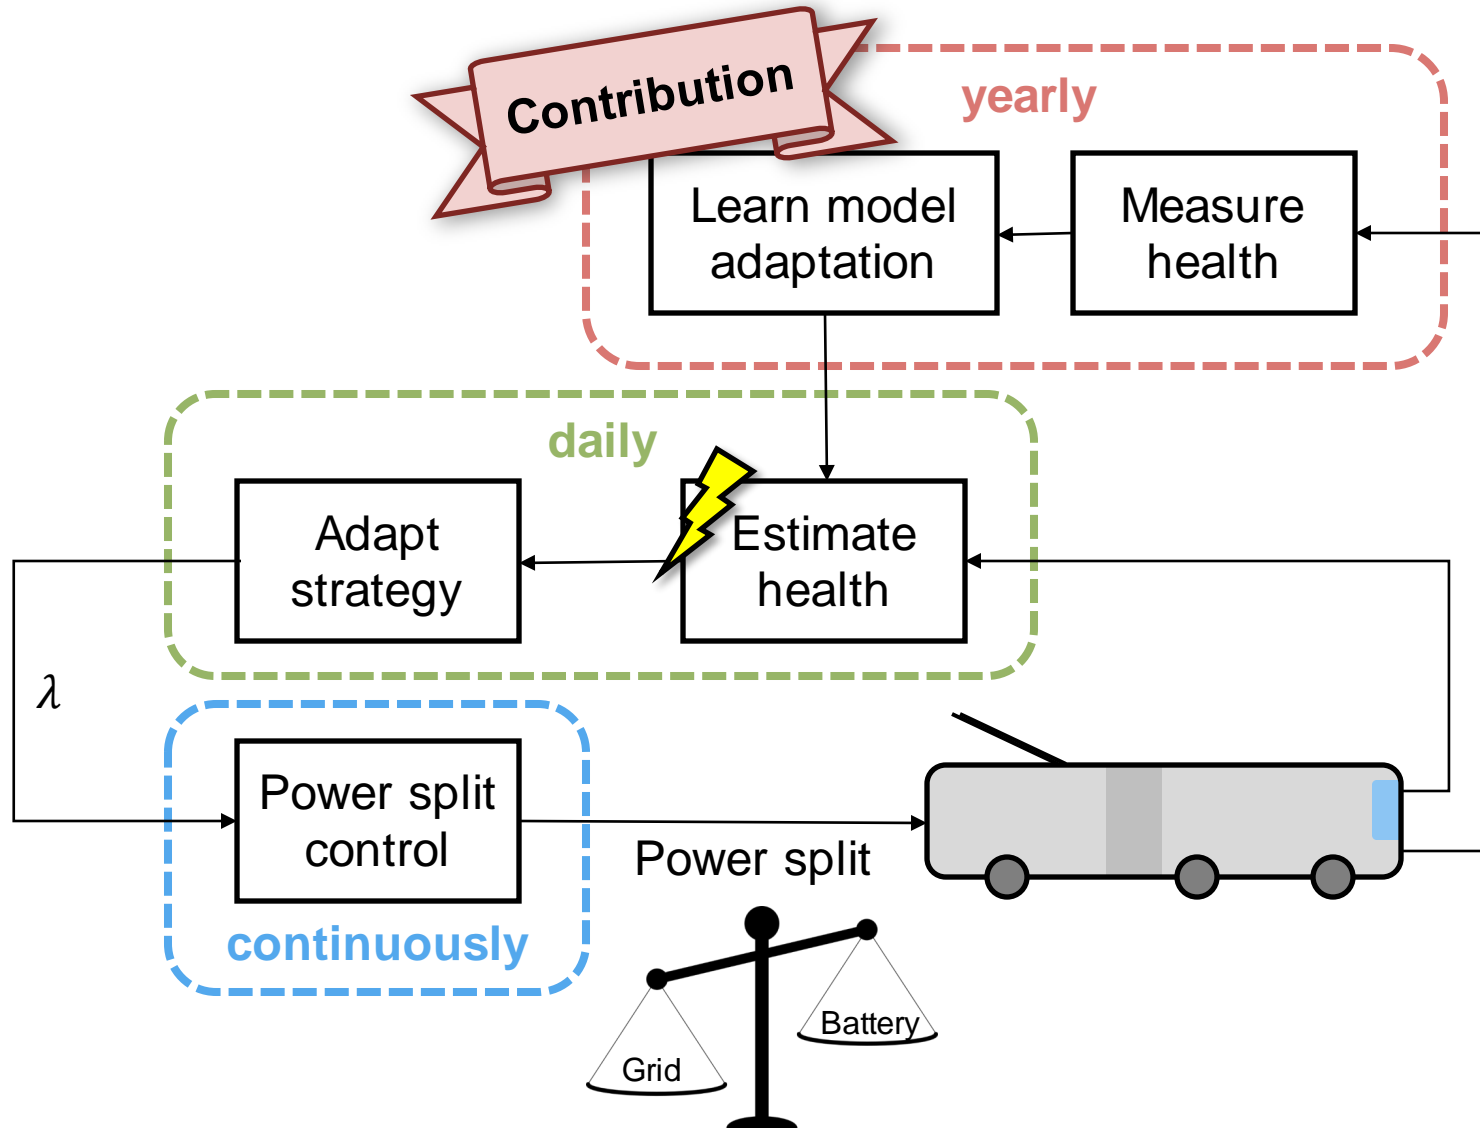 Contribution
yearly
Learn model
adaptation
Measure
health
daily
Adapt
strategy
Estimate
health
λ
Power split
control
continuously
Power split
Grid
Battery